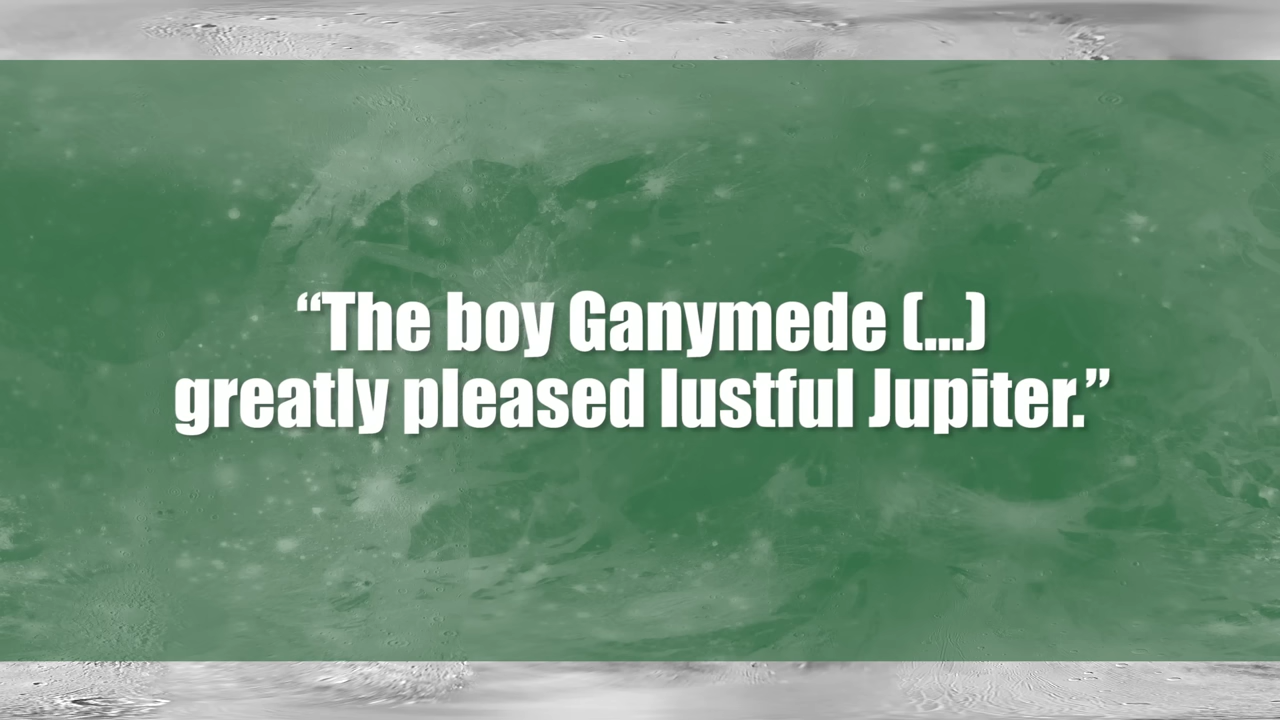 “The boy Ganymede (...)
greatly pleased lustful Jupiter.”